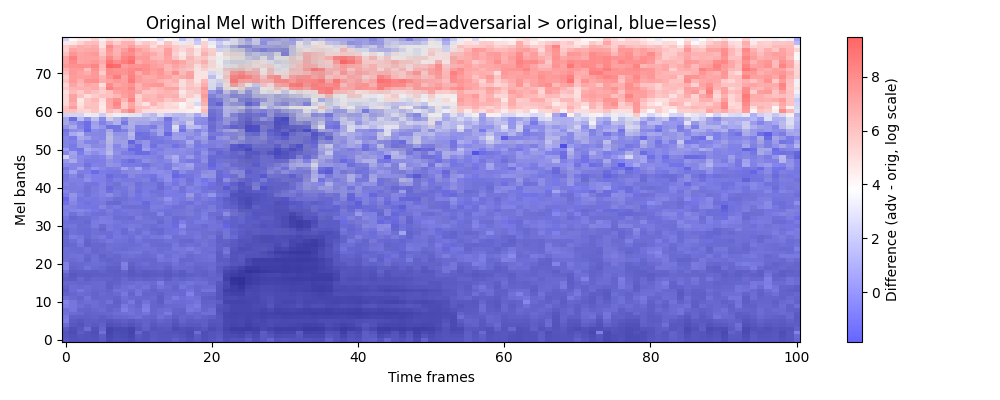 Original Mel with Differences (red=adversarial > original, blue=less)
70
60
50
40
30
20
10
0
Mel bands
0 20 40 60 80 100
Time frames
8
6
4
2
0
Difference (adv - orig, log scale)